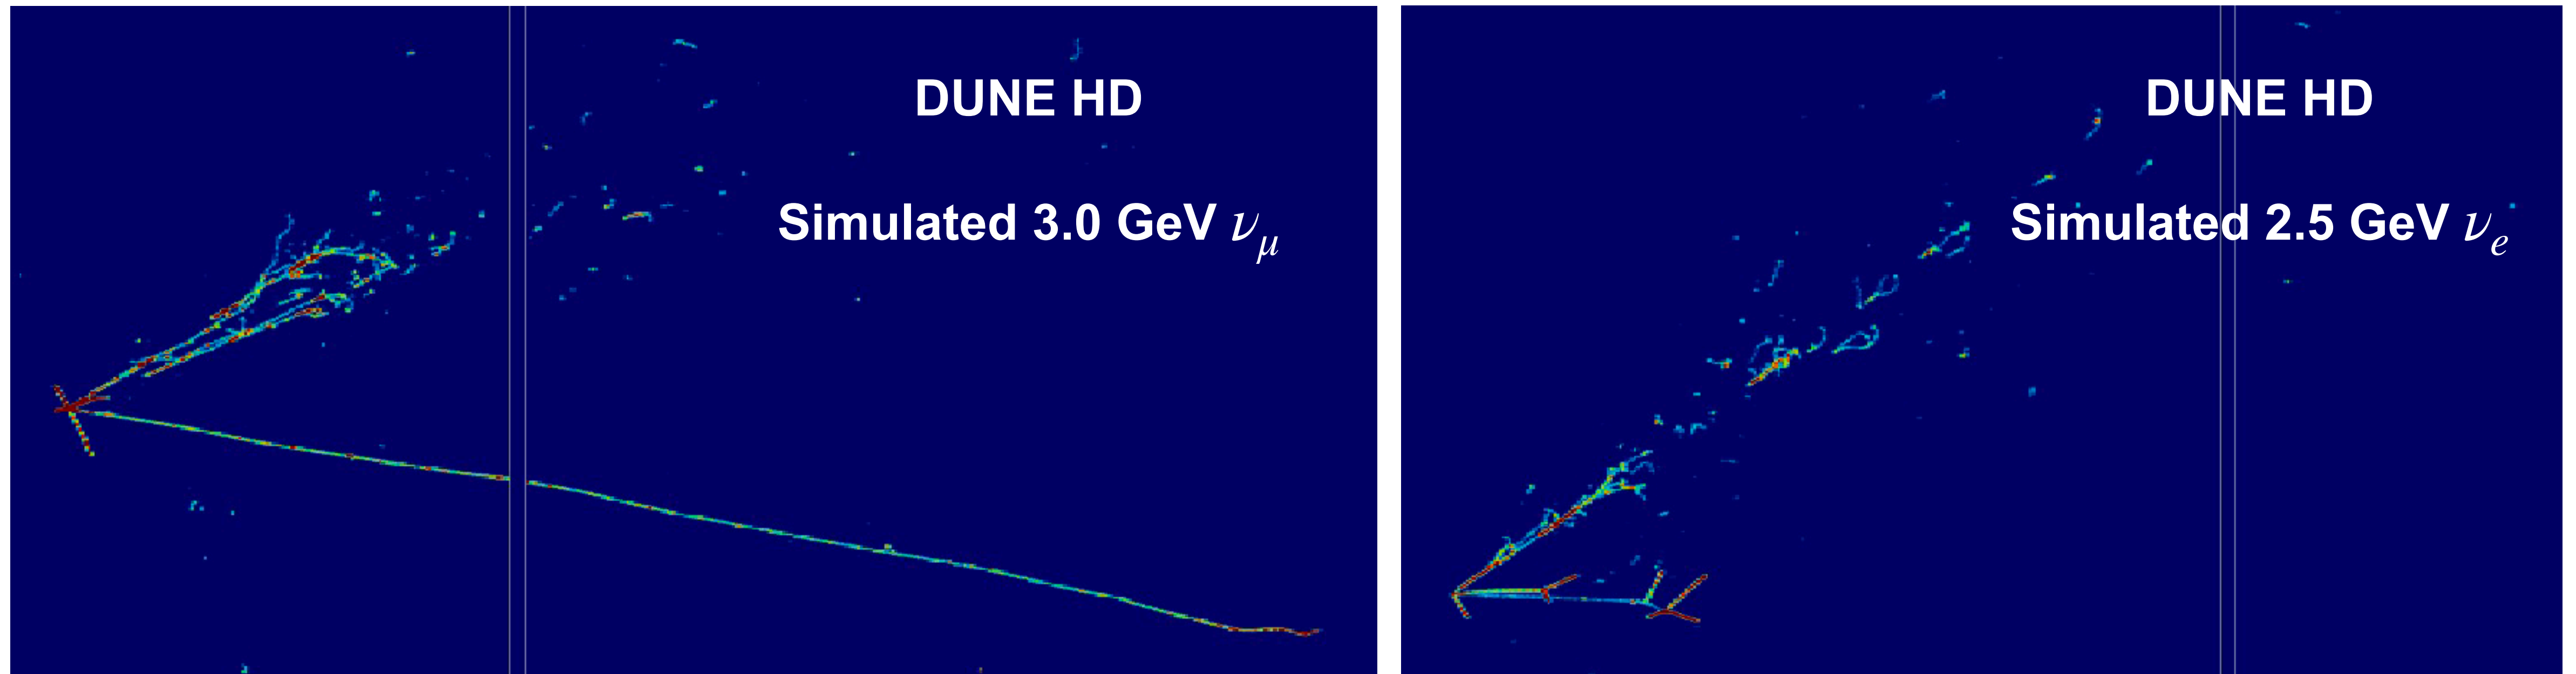 DUNE HD
Simulated 3.0 GeV νμ
DUNE HD
Simulated 2.5 GeV νe